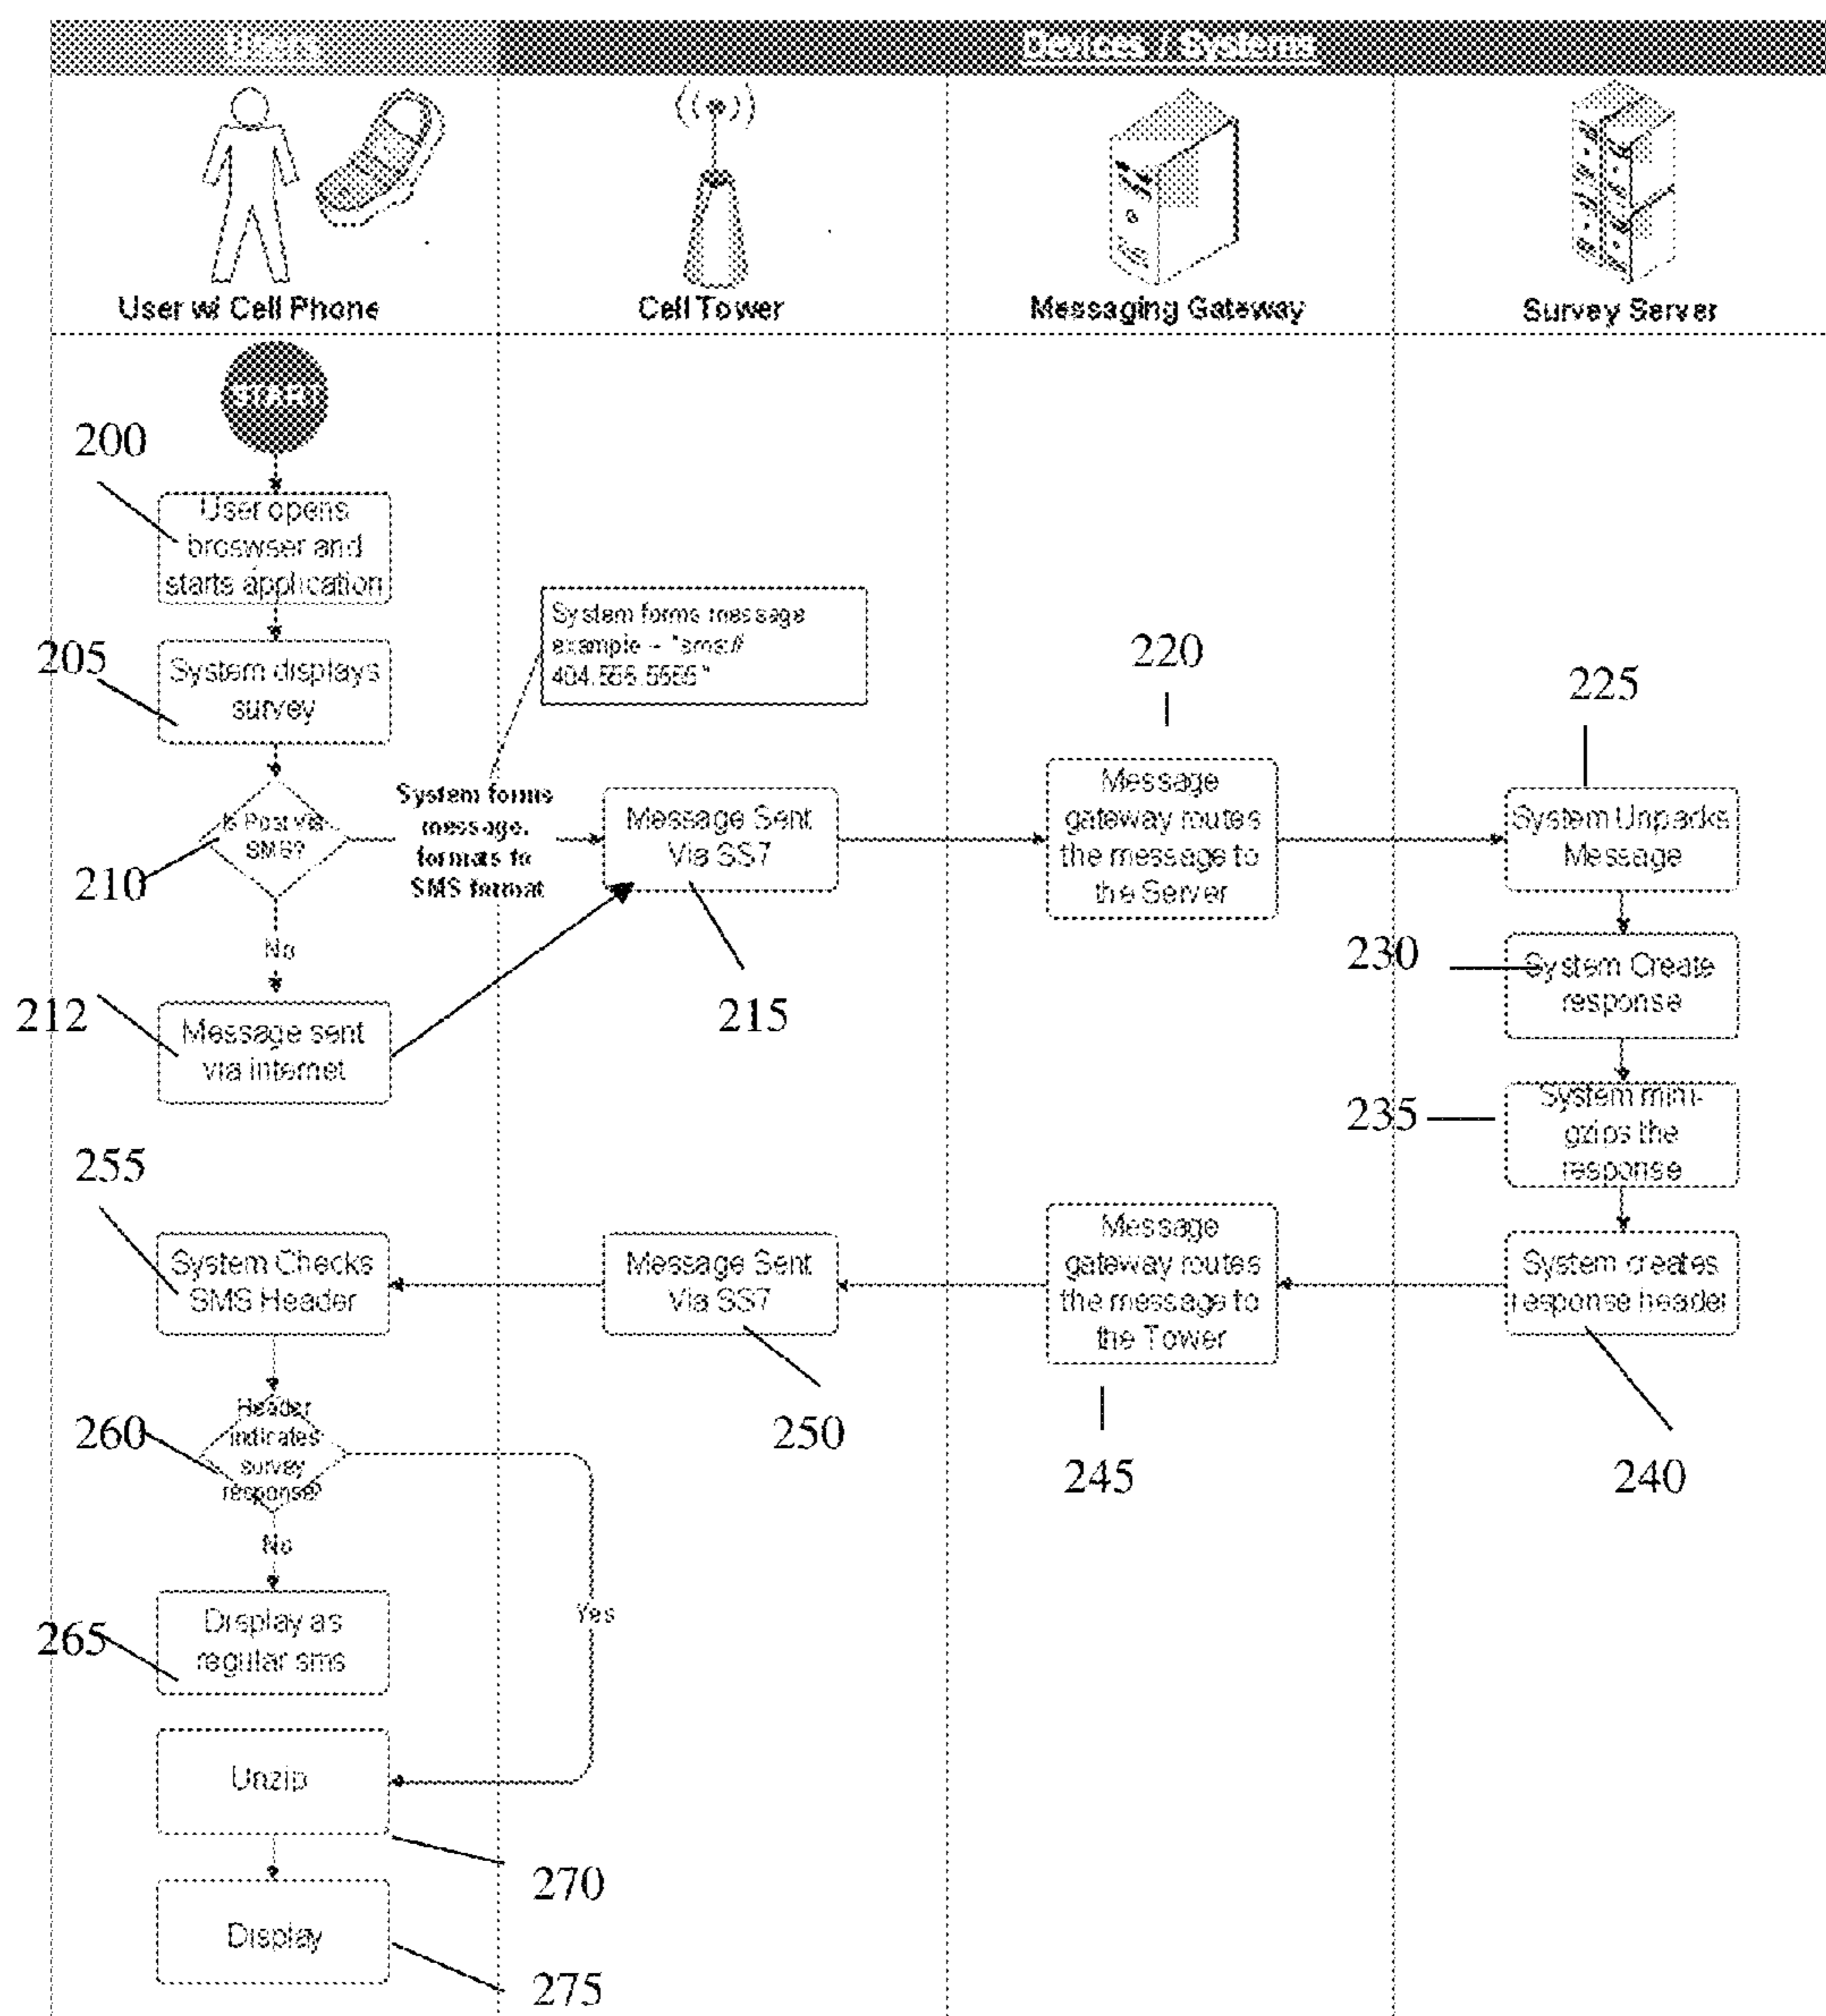 Users
Devices / Systems
User w/ Cell Phone
Cell Tower
Messaging Gateway
Survey Server
START
200
User opens
broswser and
starts application
System forms message
example - "sms://
205
System displays
survey
220
225
210
Is Post via
SMS?
System forms
message.
formats to
SMS format
Message Sent
Via SS7
Message
gateway routes
the message to
the Server
System Unpacks
Message
No
212
Message sent
via internet
215
230
System Create
response
235
System mini-
gzips the
response
255
System Checks
SMS Header
Message Sent
Via SS7
Message
gateway routes
the message to
the Tower
System creates
response header
260
Header
indicates
survey
response?
250
245
240
No
265
Display as
regular sms
Yes
Unzip
270
Display
275